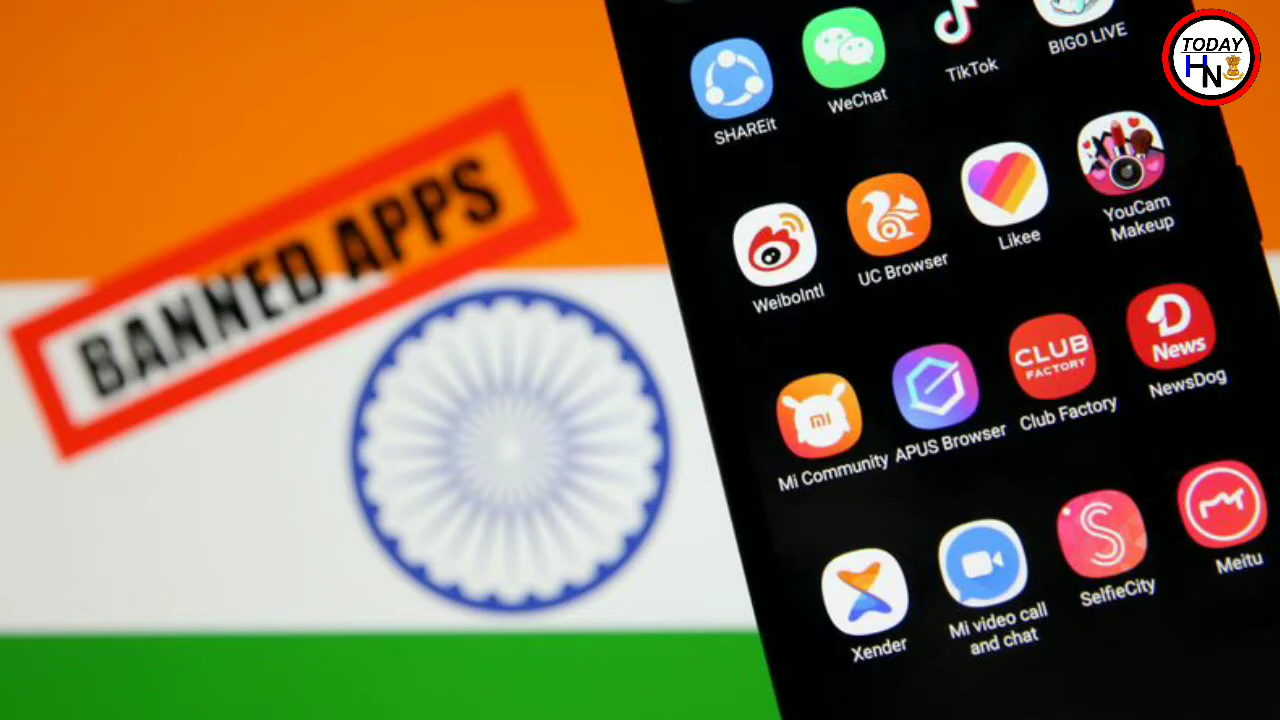 TODAY
HN
BANNED APPS
SHAREit
WeChat
TikTok
BIGO LIVE
WeiboIntl
UC Browser
Likee
YouCam
Makeup
mi
Mi Community
APUS Browser
CLUB
FACTORY
Club Factory
News
NewsDog
Xender
Mi video call
and chat
SelfieCity
Meitu